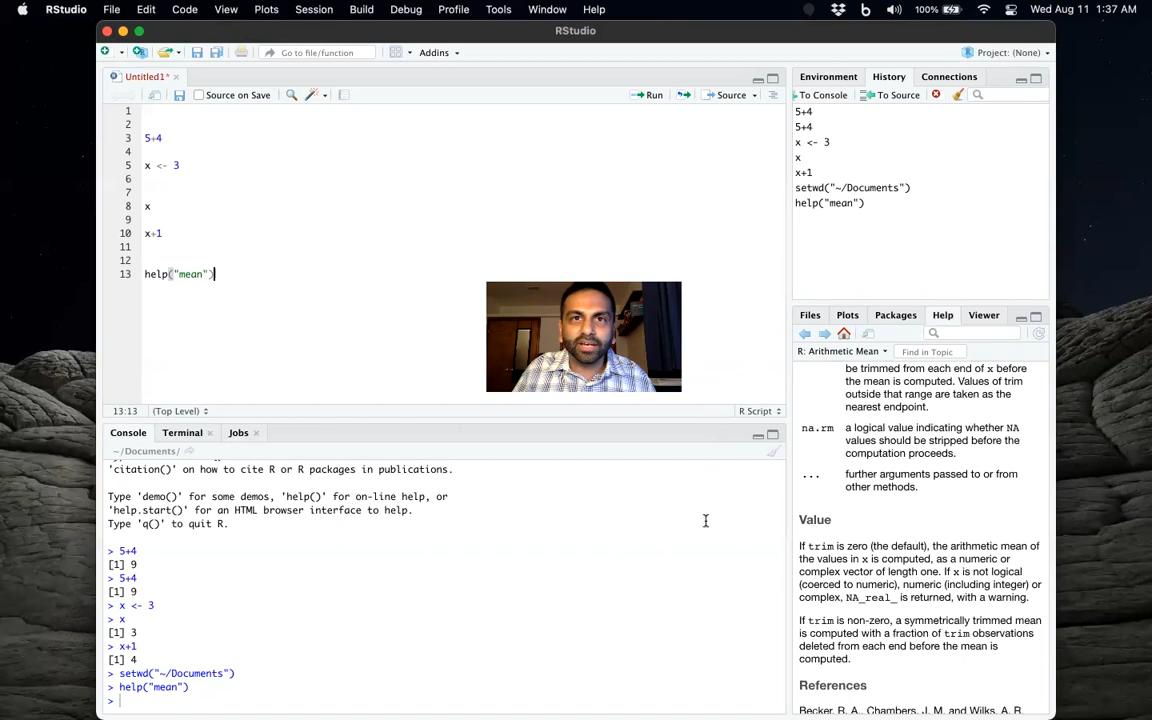 RStudio File Edit Code View Plots Session Build Debug Profile Tools Window Help 100% Wed Aug 11 1:37 AM
RStudio
Go to file/function Addins Project: (None)
Untitled1*
Source on Save Run Source
1
2
3 5+4
4
5 x <- 3
6
7
8 x
9
10 x+1
11
12
13 help("mean")
13:13 (Top Level) R Script
Console Terminal Jobs
~/Documents/
'citation()' on how to cite R or R packages in publications.
Type 'demo()' for some demos, 'help()' for on-line help, or
'help.start()' for an HTML browser interface to help.
Type 'q()' to quit R.
> 5+4
[1] 9
> 5+4
[1] 9
> x <- 3
> x
[1] 3
> x+1
[1] 4
> setwd("~/Documents")
> help("mean")
>
Environment History Connections
To Console To Source
5+4
5+4
x <- 3
x
x+1
setwd("~/Documents")
help("mean")
Files Plots Packages Help Viewer
R: Arithmetic Mean Find in Topic
be trimmed from each end of x before
the mean is computed. Values of trim
outside that range are taken as the
nearest endpoint.
na.rm a logical value indicating whether NA
values should be stripped before the
computation proceeds.
... further arguments passed to or from
other methods.
Value
If trim is zero (the default), the arithmetic mean of
the values in x is computed, as a numeric or
complex vector of length one. If x is not logical
(coerced to numeric), numeric (including integer) or
complex, NA_real_ is returned, with a warning.
If trim is non-zero, a symmetrically trimmed mean
is computed with a fraction of trim observations
deleted from each end before the mean is
computed.
References
Becker, R. A., Chambers, J. M. and Wilks, A. R.